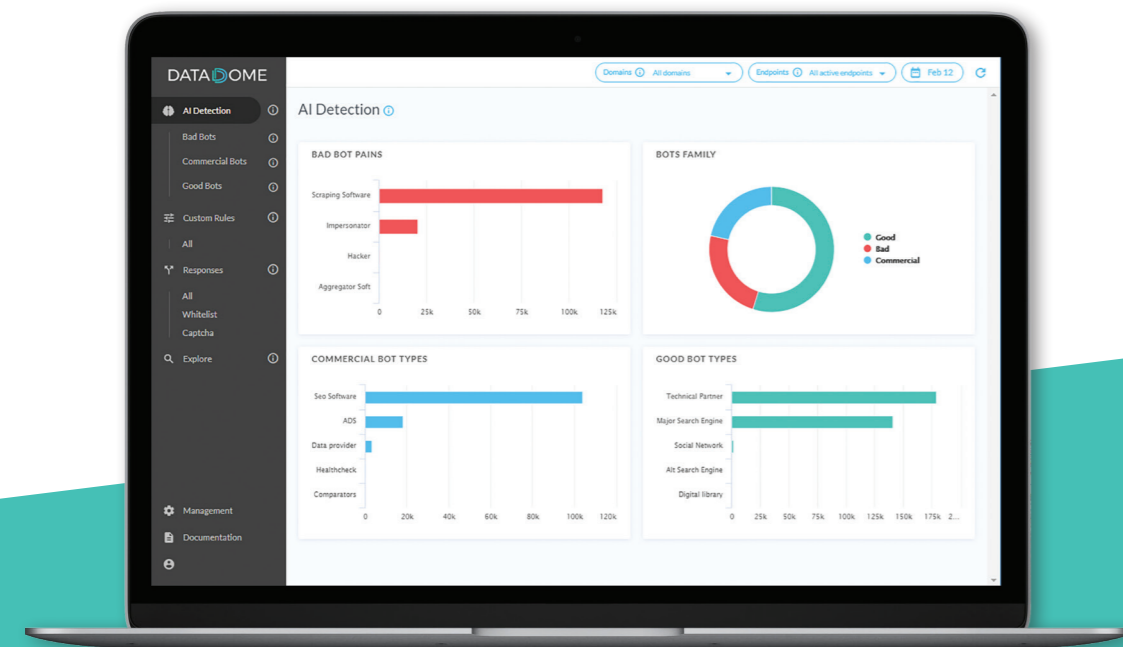 DATADOME
Domains All domains
Endpoints All active endpoints
Feb 12
AI Detection
Bad Bots
Commercial Bots
Good Bots
Custom Rules
All
Responses
All
Whitelist
Captcha
Explore
Management
Documentation
AI Detection
BAD BOT PAINS
Scraping Software
Impersonator
Hacker
Aggregator Soft
0 25k 50k 75k 100k 125k
BOTS FAMILY
Good
Bad
Commercial
COMMERCIAL BOT TYPES
Seo Software
ADS
Data provider
Healthcheck
Comparators
0 20k 40k 60k 80k 100k 120k
GOOD BOT TYPES
Technical Partner
Major Search Engine
Social Network
Alt Search Engine
Digital library
0 25k 50k 75k 100k 125k 150k 175k 2...